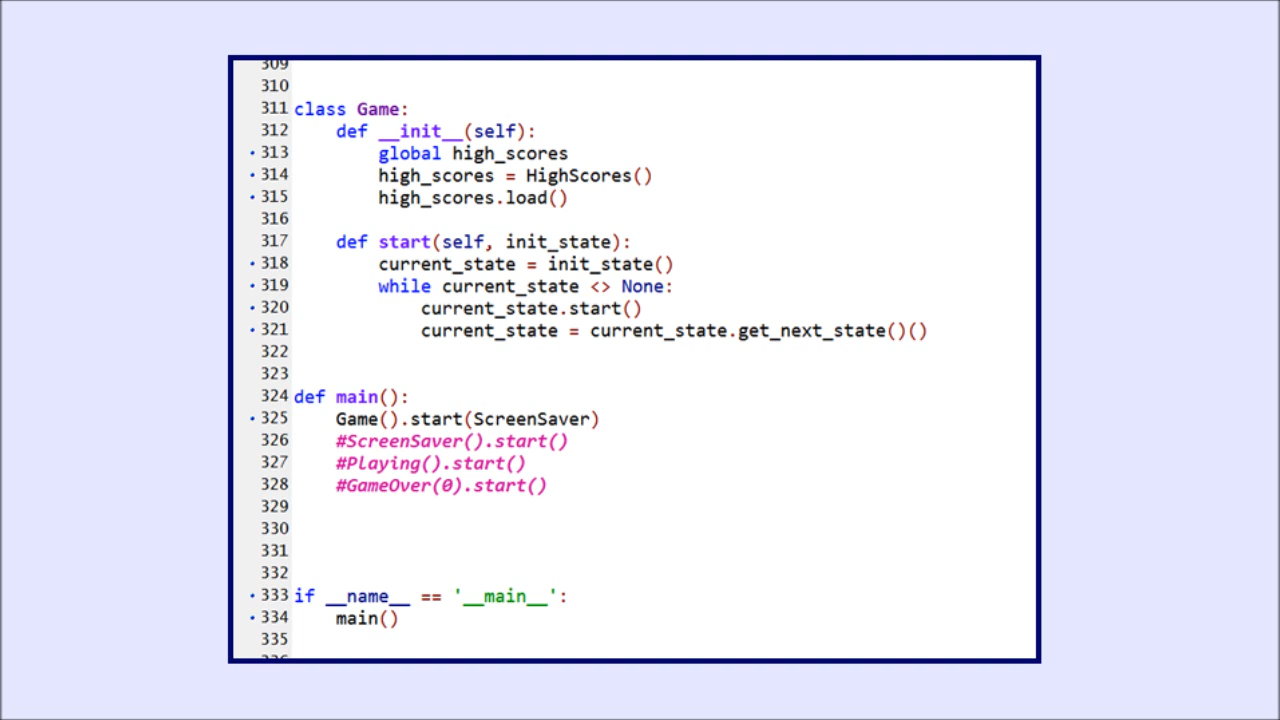 309
310
311 class Game:
312     def __init__(self):
313         global high_scores
314         high_scores = HighScores()
315         high_scores.load()
316
317     def start(self, init_state):
318         current_state = init_state()
319         while current_state <> None:
320             current_state.start()
321             current_state = current_state.get_next_state()()
322
323
324 def main():
325     Game().start(ScreenSaver)
326     #ScreenSaver().start()
327     #Playing().start()
328     #GameOver(0).start()
329
330
331
332
333 if __name__ == '__main__':
334     main()
335